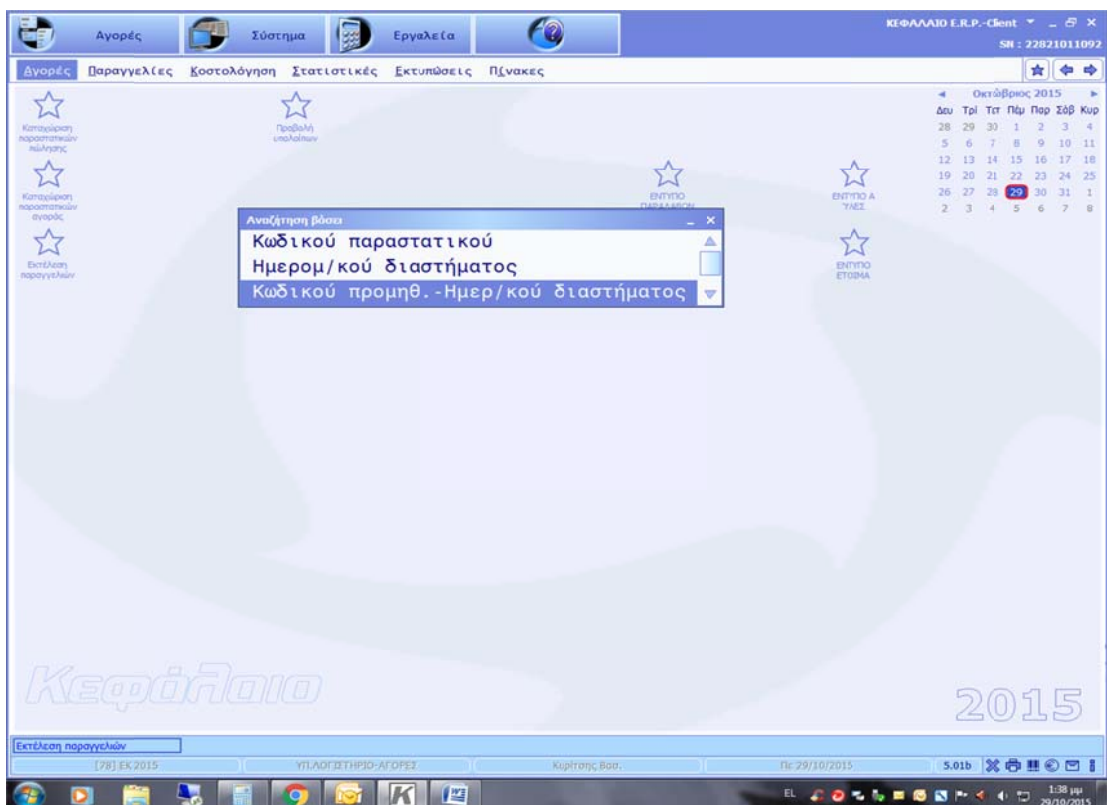 Αγορές Σύστημα Εργαλεία ΚΕΦΑΛΑΙΟ E.R.P.-Client
SN : 22821011092
Αγορές Παραγγελίες Κοστολόγηση Στατιστικές Εκτυπώσεις Πίνακες
Οκτώβριος 2015
Δευ Τρί Τετ Πέμ Παρ Σάβ Κυρ
28 29 30 1 2 3 4
5 6 7 8 9 10 11
12 13 14 15 16 17 18
19 20 21 22 23 24 25
26 27 28 29 30 31 1
2 3 4 5 6 7 8
Καταχώριση
παραστατικών
πώλησης
Προβολή
υπολοίπων
Καταχώριση
παραστατικών
αγοράς
ΕΝΤΥΠΟ
ΕΝΤΥΠΟ Α
ΎΛΕΣ
Εκτέλεση
παραγγελιών
ΕΝΤΥΠΟ
ΕΤΟΙΜΑ
Αναζήτηση βάσει
Κωδικού παραστατικού
Ημερομ/κού διαστήματος
Κωδικού προμηθ.-Ημερ/κού διαστήματος
Κεφάλαιο
2015
Εκτέλεση παραγγελιών
[78] ΕΚ 2015 ΥΠ.ΛΟΓΙΣΤΗΡΙΟ-ΑΓΟΡΕΣ Κυρίτσης Βασ. Πε 29/10/2015 5.01b
EL 1:38 μμ
29/10/2015